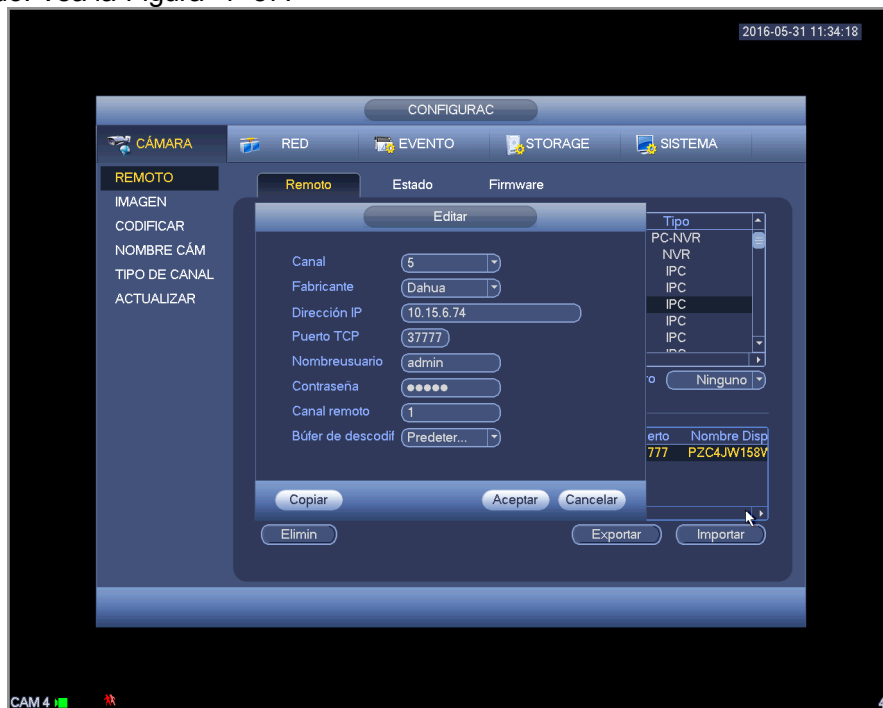 2016-05-31 11:34:18
CONFIGURAC
CÁMARA RED EVENTO STORAGE SISTEMA
REMOTO
IMAGEN
CODIFICAR
NOMBRE CÁM
TIPO DE CANAL
ACTUALIZAR
Remoto Estado Firmware
Editar
Canal 5
Fabricante Dahua
Dirección IP 10.15.6.74
Puerto TCP 37777
Nombreusuario admin
Contraseña ●●●●●
Canal remoto 1
Búfer de descodif Predeter...
Copiar Aceptar Cancelar
Tipo
PC-NVR
NVR
IPC
IPC
IPC
IPC
IPC
Ninguno
erto Nombre Disp
777 PZC4JW158W
Elimin Exportar Importar
CAM 4